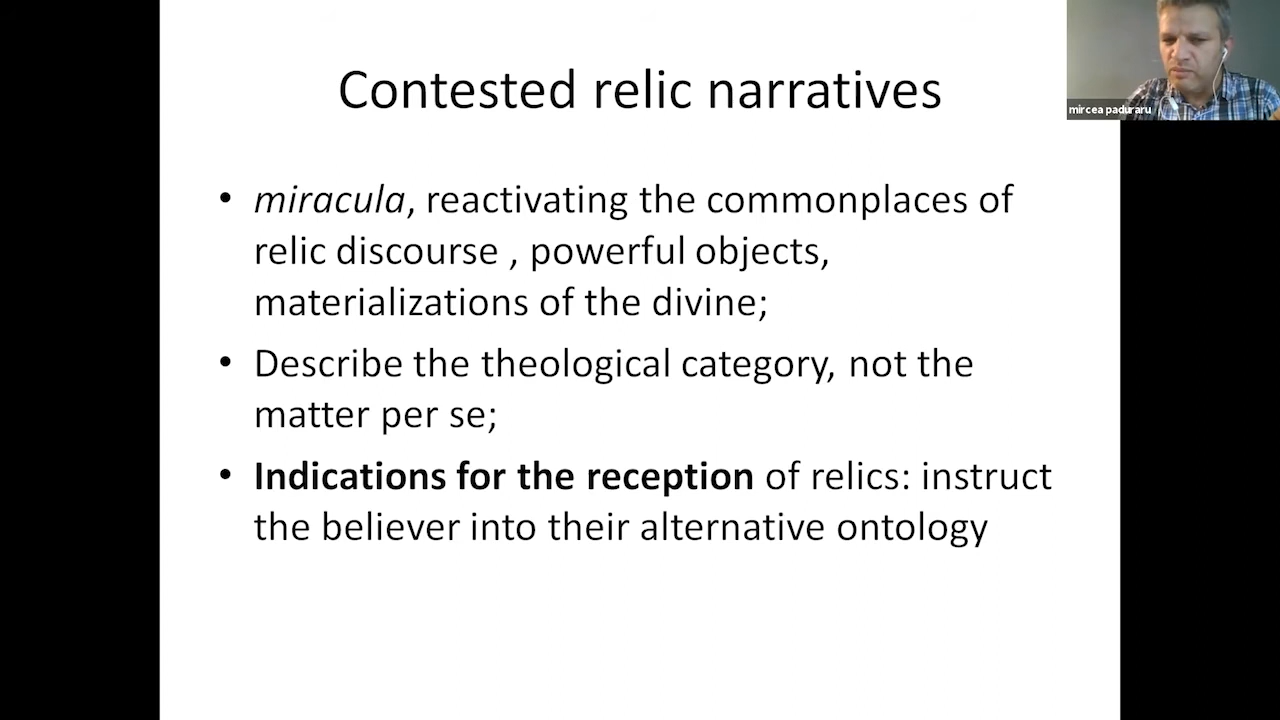 Contested relic narratives
mircea paduraru
• miracula, reactivating the commonplaces of
relic discourse , powerful objects,
materializations of the divine;
• Describe the theological category, not the
matter per se;
• Indications for the reception of relics: instruct
the believer into their alternative ontology